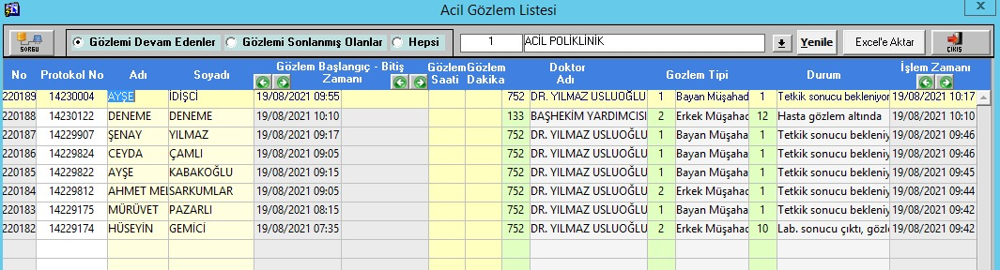 Acil Gözlem Listesi
SORGU Gözlemi Devam Edenler Gözlemi Sonlanmış Olanlar Hepsi 1 ACİL POLİKLİNİK Yenile Excel'e Aktar ÇIKIŞ
No Protokol No Adı Soyadı Gözlem Başlangıç - Bitiş Zamanı Gözlem Saati Gözlem Dakika Doktor Adı Gözlem Tipi Durum İşlem Zamanı
220189 14230004 AYŞE İDİŞCİ 19/08/2021 09:55 752 DR. YILMAZ USLUOĞLU 1 Bayan Müşahad 1 Tetkik sonucu bekleniyor 19/08/2021 10:17
220188 14230122 DENEME DENEME 19/08/2021 10:10 133 BAŞHEKİM YARDIMCISI 2 Erkek Müşahad 12 Hasta gözlem altında 19/08/2021 10:10
220187 14229907 ŞENAY YILMAZ 19/08/2021 09:17 752 DR. YILMAZ USLUOĞLU 1 Bayan Müşahad 1 Tetkik sonucu bekleniy 19/08/2021 09:46
220186 14229824 CEYDA ÇAMLI 19/08/2021 09:05 752 DR. YILMAZ USLUOĞLU 1 Bayan Müşahad 1 Tetkik sonucu bekleniy 19/08/2021 09:46
220185 14229822 AYŞE KABAKOĞLU 19/08/2021 09:15 752 DR. YILMAZ USLUOĞLU 1 Bayan Müşahad 1 Tetkik sonucu bekleniy 19/08/2021 09:45
220184 14229812 AHMET MEL SARKUMLAR 19/08/2021 09:05 752 DR. YILMAZ USLUOĞLU 2 Erkek Müşahad 1 Tetkik sonucu bekleniy 19/08/2021 09:44
220183 14229175 MÜRÜVET PAZARLI 19/08/2021 08:15 752 DR. YILMAZ USLUOĞLU 1 Bayan Müşahad 1 Tetkik sonucu bekleniy 19/08/2021 09:42
220182 14229174 HÜSEYİN GEMİCİ 19/08/2021 07:35 752 DR. YILMAZ USLUOĞLU 2 Erkek Müşahad 10 Lab. sonucu çıktı, gözl 19/08/2021 09:42